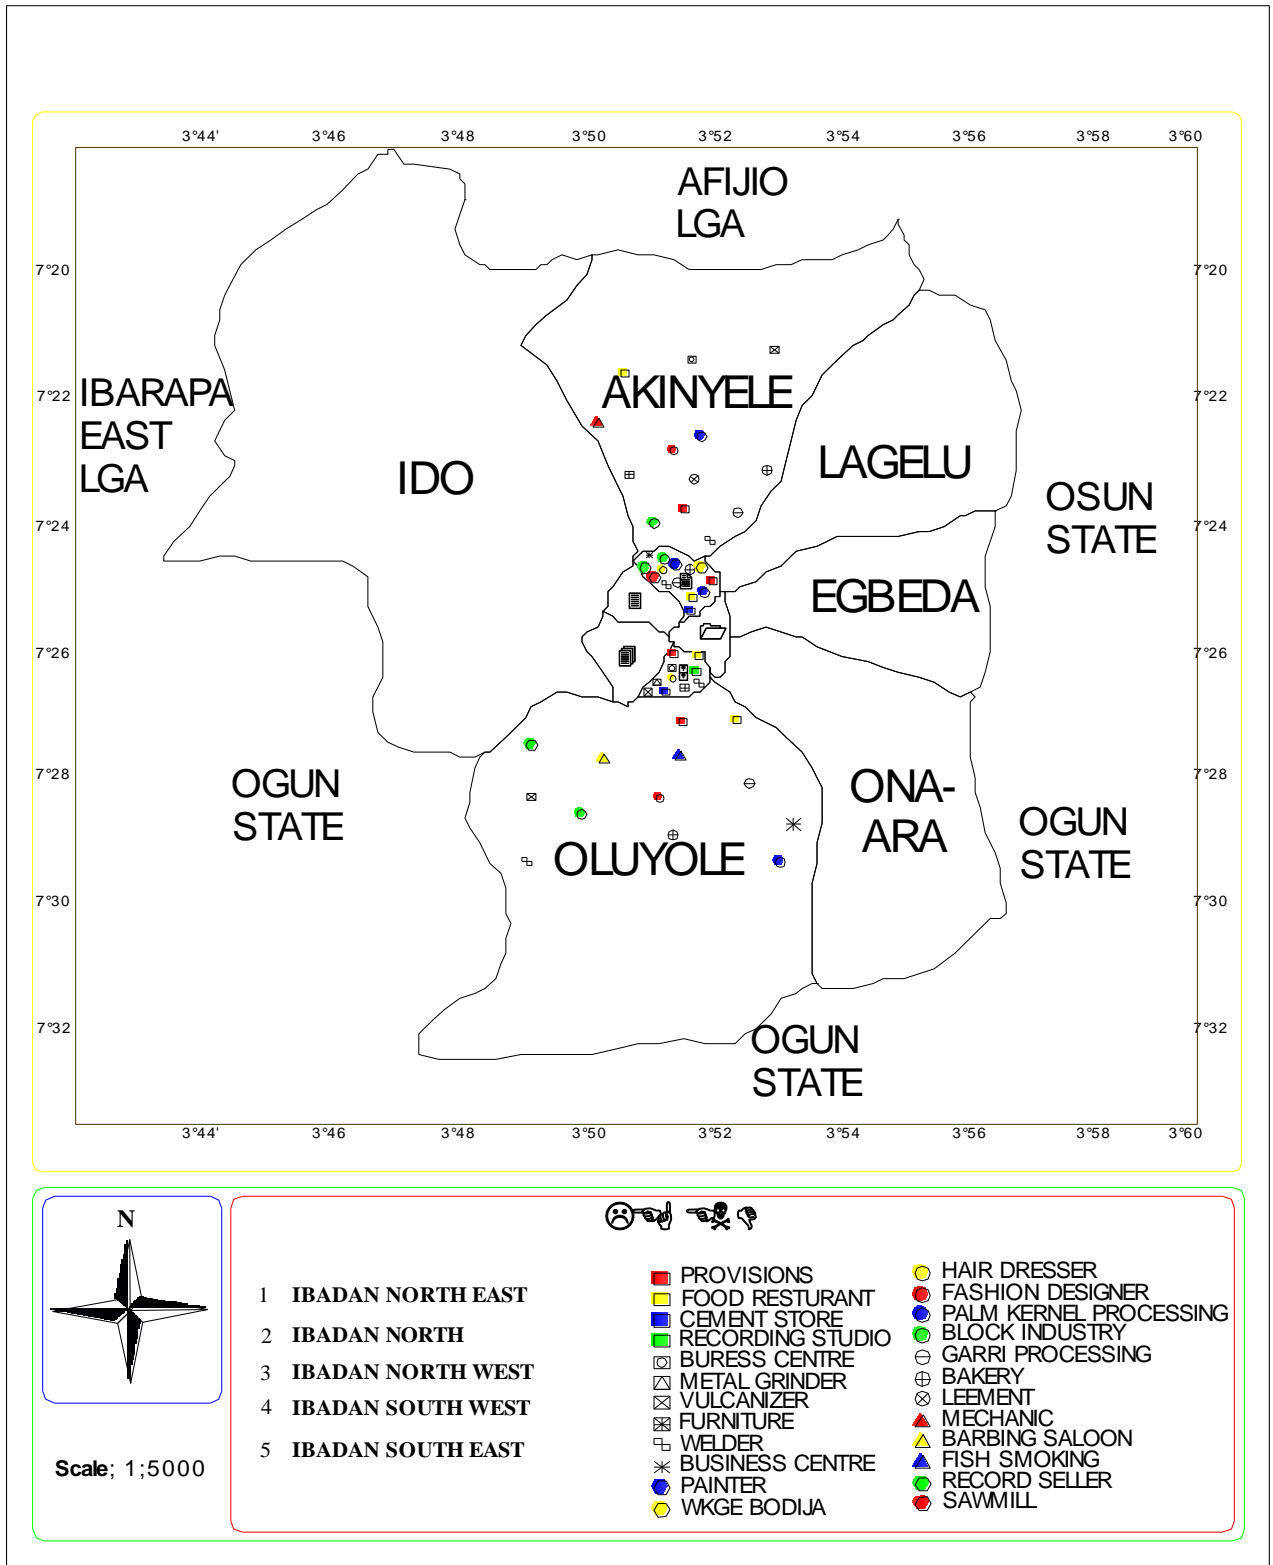 3°44' 3°46 3°48 3°50 3°52 3°54 3°56 3°58 3°60
AFIJIO
LGA
7°20 7°20
IBARAPA
EAST
LGA
7°22 7°22
AKINYELE
IDO
LAGELU
OSUN
STATE
7°24 7°24
EGBEDA
7°26 7°26
7°28 7°28
OGUN
STATE
ONA-
ARA
OGUN
STATE
OLUYOLE
7°30 7°30
7°32 7°32
OGUN
STATE
3°44' 3°46 3°48 3°50 3°52 3°54 3°56 3°58 3°60
N
Scale; 1;5000
1 IBADAN NORTH EAST
2 IBADAN NORTH
3 IBADAN NORTH WEST
4 IBADAN SOUTH WEST
5 IBADAN SOUTH EAST
PROVISIONS
FOOD RESTURANT
CEMENT STORE
RECORDING STUDIO
BURESS CENTRE
METAL GRINDER
VULCANIZER
FURNITURE
WELDER
BUSINESS CENTRE
PAINTER
WKGE BODIJA
HAIR DRESSER
FASHION DESIGNER
PALM KERNEL PROCESSING
BLOCK INDUSTRY
GARRI PROCESSING
BAKERY
LEEMENT
MECHANIC
BARBING SALOON
FISH SMOKING
RECORD SELLER
SAWMILL